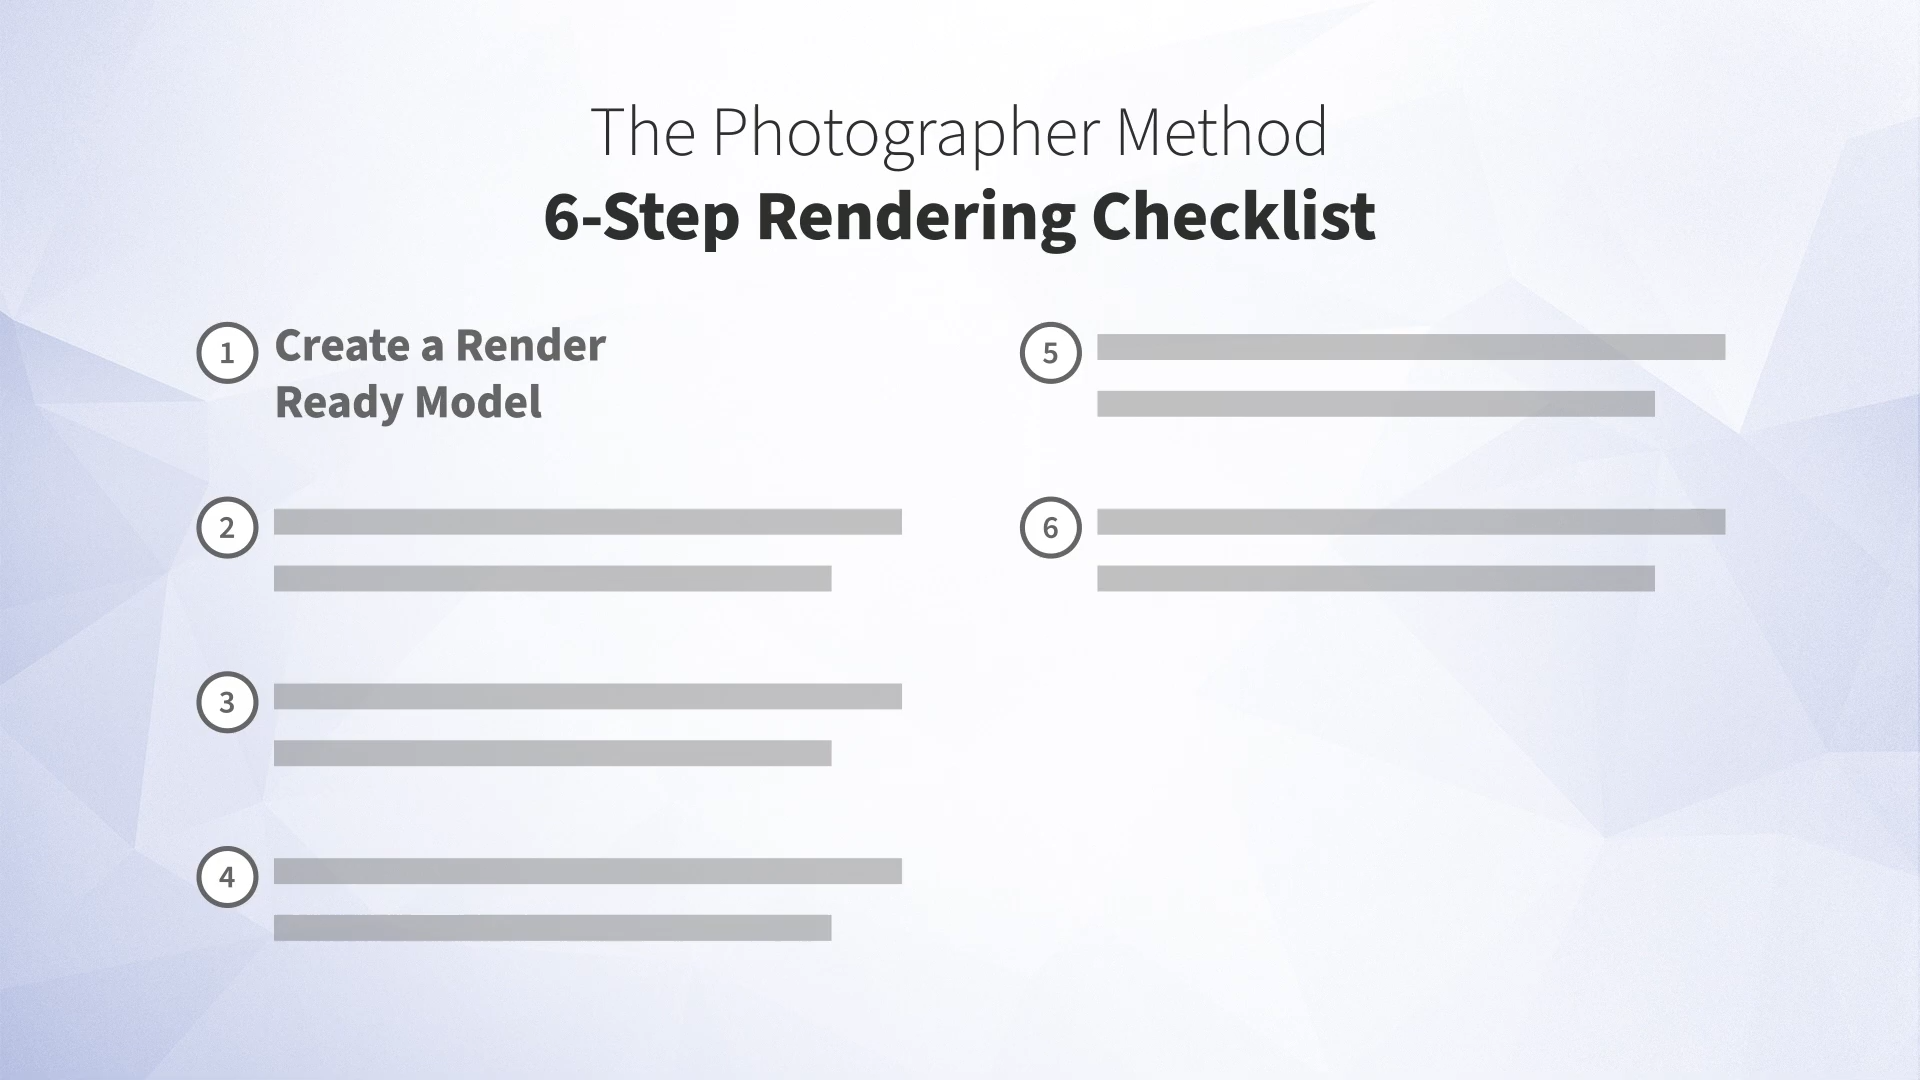 The Photographer Method
6-Step Rendering Checklist
1 Create a Render
Ready Model
2
3
4
5
6